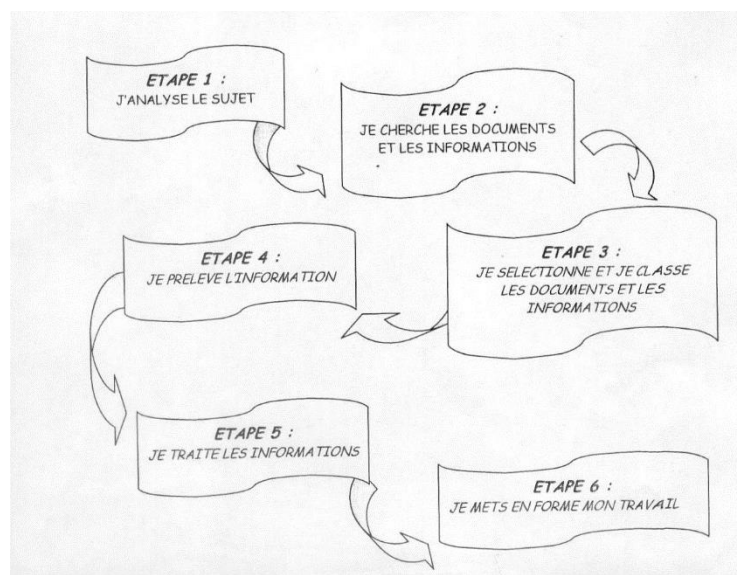 ETAPE 1 :
J'ANALYSE LE SUJET
ETAPE 2 :
JE CHERCHE LES DOCUMENTS
ET LES INFORMATIONS
ETAPE 3 :
JE SELECTIONNE ET JE CLASSE
LES DOCUMENTS ET LES
INFORMATIONS
ETAPE 4 :
JE PRELEVE L'INFORMATION
ETAPE 5 :
JE TRAITE LES INFORMATIONS
ETAPE 6 :
JE METS EN FORME MON TRAVAIL